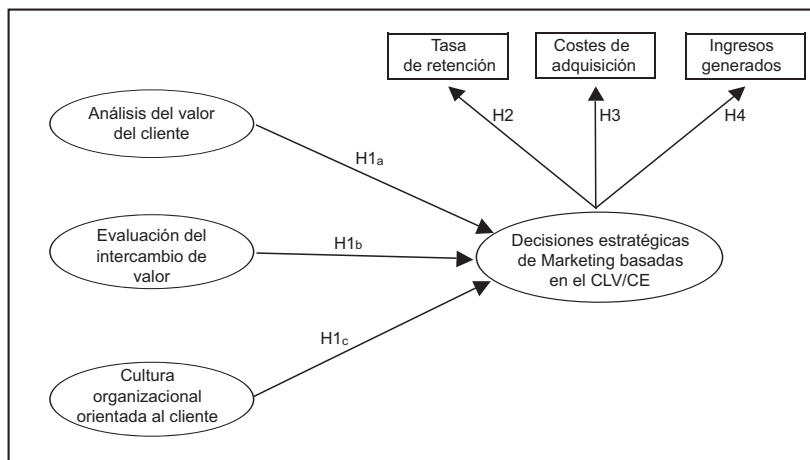 Tasa
de retención
Costes de
adquisición
Ingresos
generados
H2
H3
H4
Análisis del valor
del cliente
H1a
Evaluación del
intercambio de
valor
H1b
Decisiones estratégicas
de Marketing basadas
en el CLV/CE
H1c
Cultura
organizacional
orientada al cliente